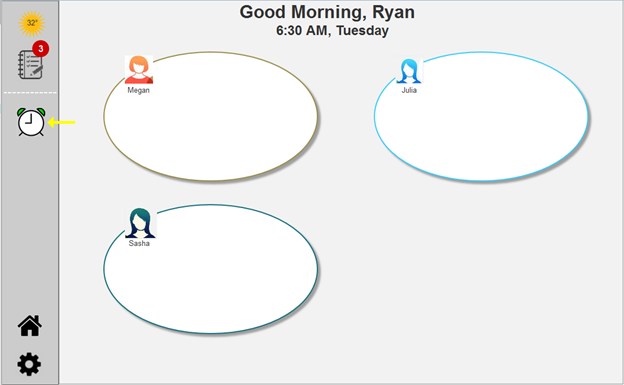 Good Morning, Ryan
6:30 AM, Tuesday
32°
3
Megan
Julia
Sasha